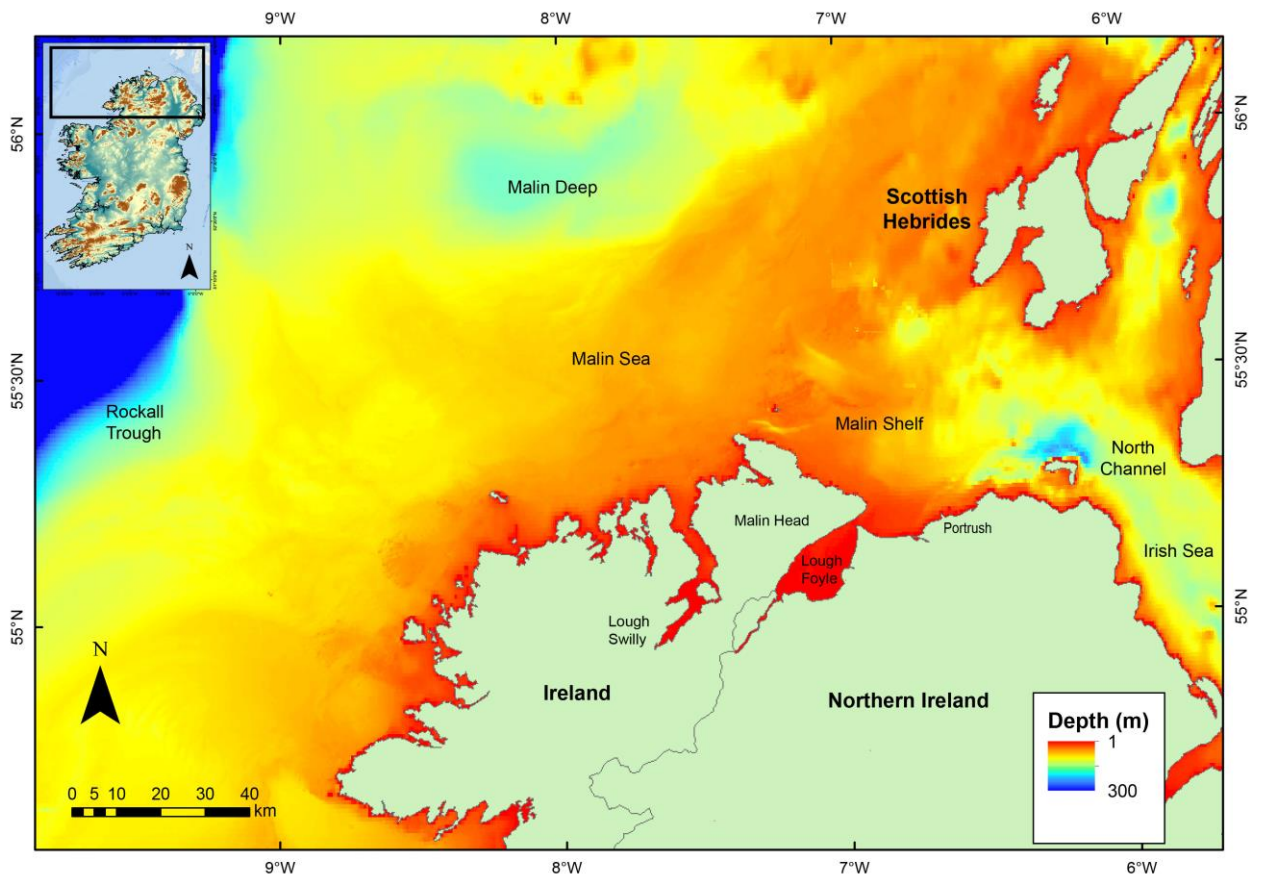 9°W
8°W
7°W
6°W
56°N
56°N
N
Malin Deep
Scottish
Hebrides
Malin Sea
55°30'N
55°30'N
Rockall
Trough
Malin Shelf
North
Channel
Malin Head
Portrush
Irish Sea
Lough
Foyle
Lough
Swilly
55°N
55°N
N
Ireland
Northern Ireland
Depth (m)
1
300
0 5 10 20 30 40
km
9°W
8°W
7°W
6°W